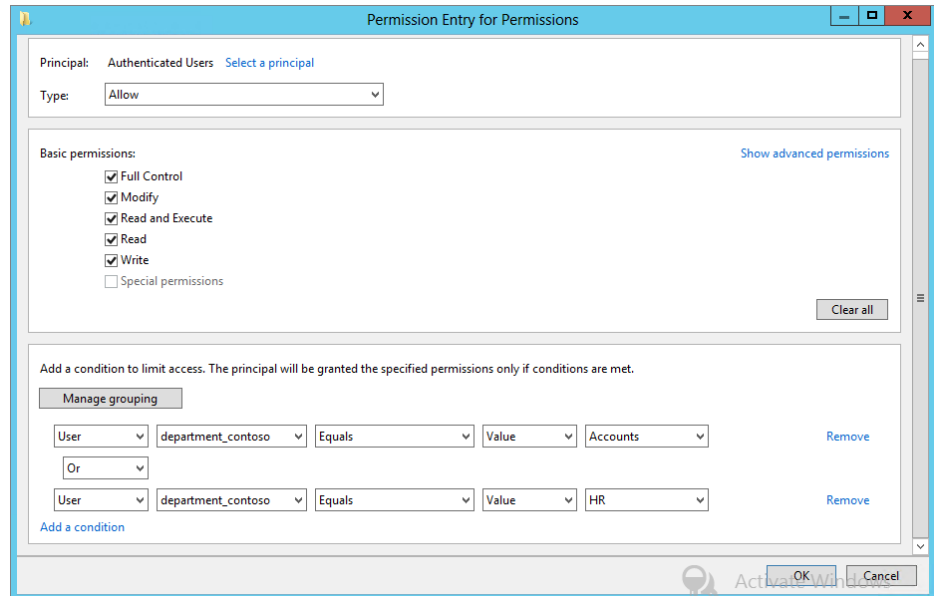 Permission Entry for Permissions
Principal: Authenticated Users Select a principal
Type: Allow
Basic permissions: Show advanced permissions
Full Control
Modify
Read and Execute
Read
Write
Special permissions
Clear all
Add a condition to limit access. The principal will be granted the specified permissions only if conditions are met.
Manage grouping
User department_contoso Equals Value Accounts Remove
Or
User department_contoso Equals Value HR Remove
Add a condition
Activate Windows
OK Cancel